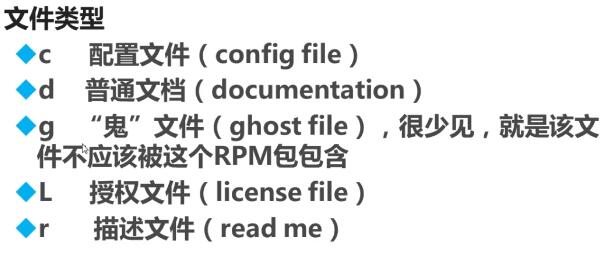 文件类型
c 配置文件（config file）
d 普通文档（documentation）
g “鬼”文件（ghost file），很少见，就是该文
件不应该被这个RPM包包含
L 授权文件（license file）
r 描述文件（read me）